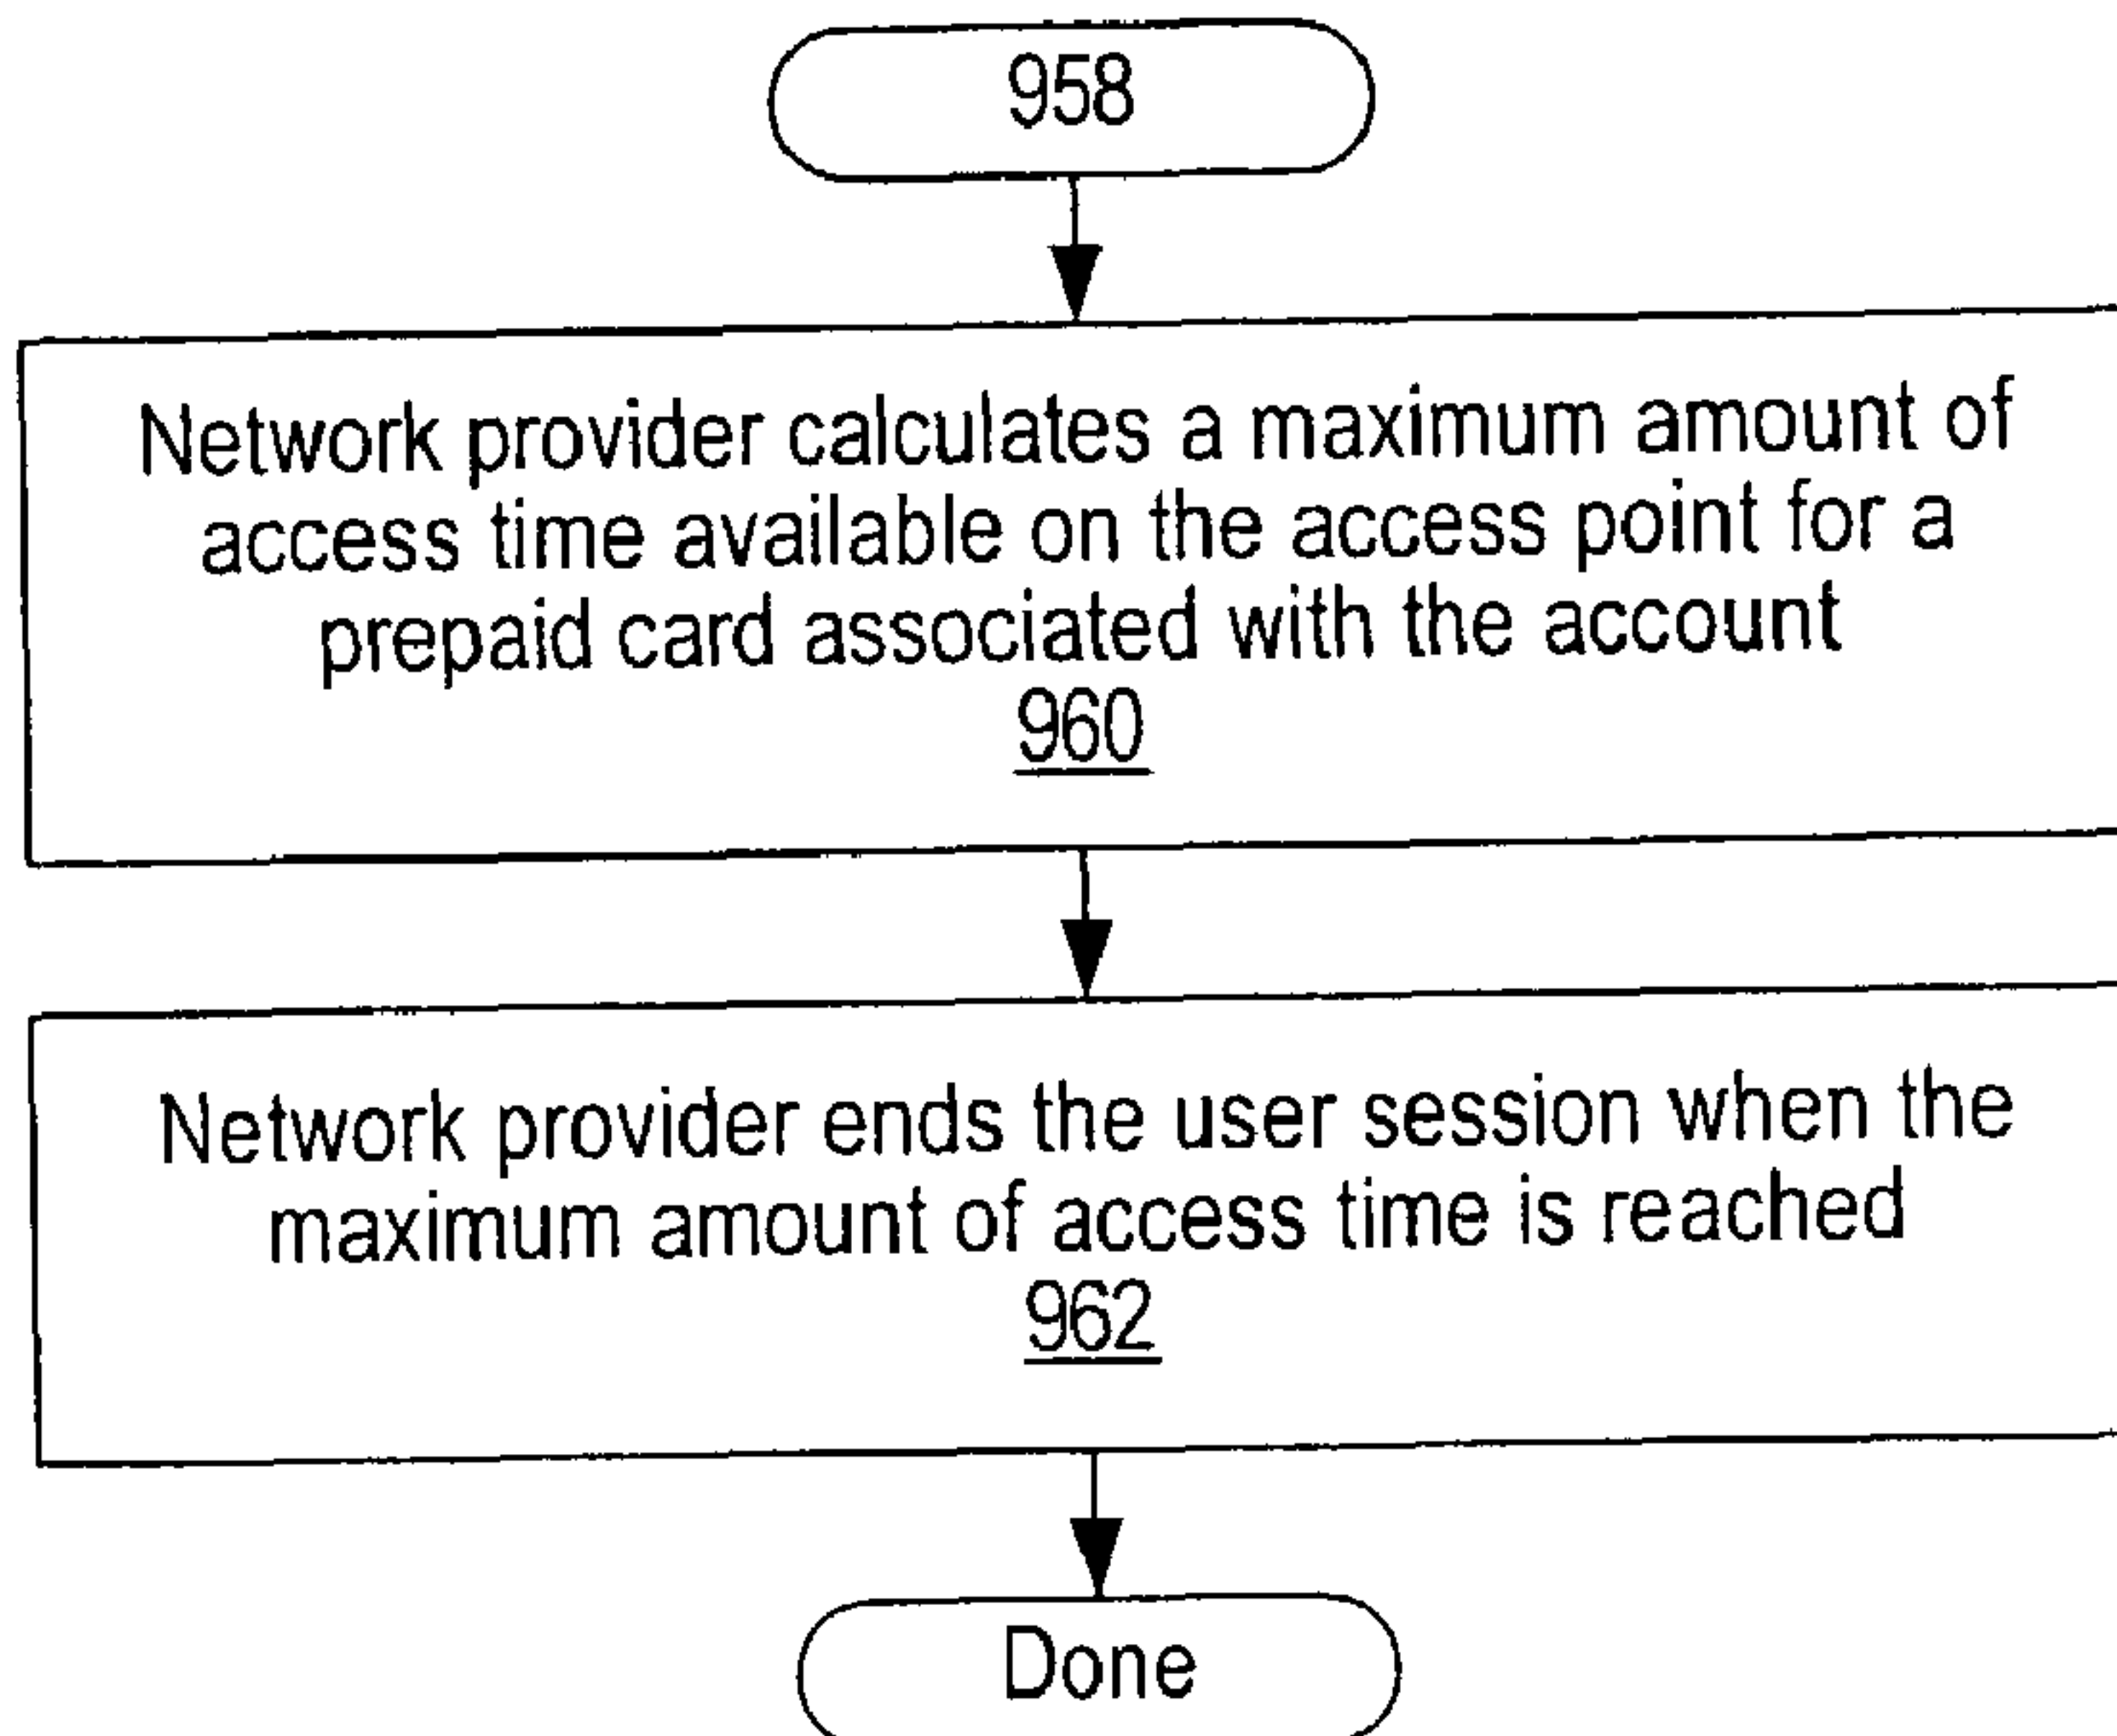 958
Network provider calculates a maximum amount of
access time available on the access point for a
prepaid card associated with the account
960
Network provider ends the user session when the
maximum amount of access time is reached
962
Done